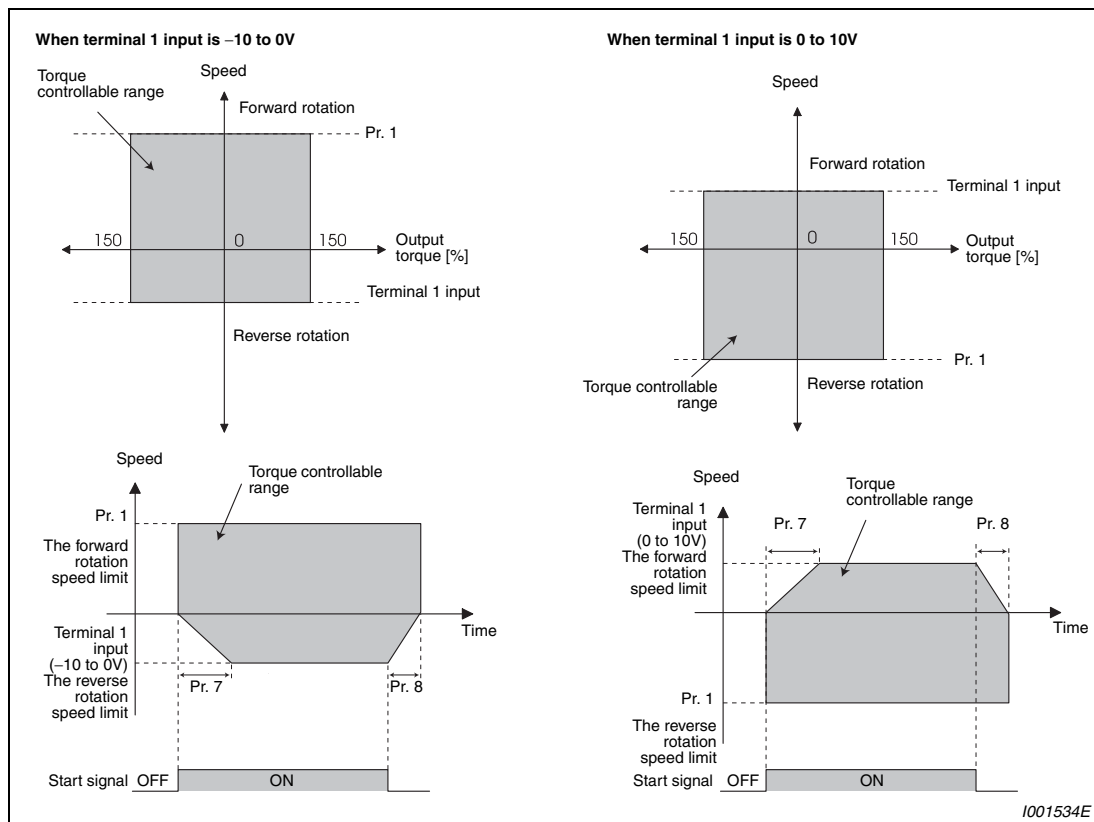 When terminal 1 input is –10 to 0V
Torque
controllable range
Speed
Forward rotation
Pr. 1
150
0
150
Output
torque [%]
Terminal 1 input
Reverse rotation
When terminal 1 input is 0 to 10V
Speed
Forward rotation
Terminal 1 input
150
0
150
Output
torque [%]
Pr. 1
Torque controllable
range
Reverse rotation
Speed
Torque controllable
range
Pr. 1
The forward
rotation
speed limit
Time
Terminal 1
input
(–10 to 0V)
The reverse
rotation
speed limit
Pr. 7
Pr. 8
Start signal
OFF
ON
Speed
Torque
controllable range
Terminal 1
input
(0 to 10V)
The forward
rotation
speed limit
Pr. 7
Pr. 8
Time
Pr. 1
The reverse
rotation
speed limit
Start signal
OFF
ON
I001534E